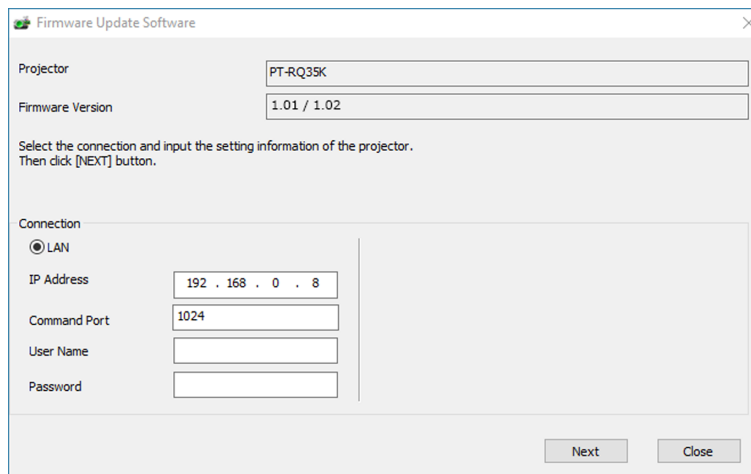 Firmware Update Software
Projector PT-RQ35K
Firmware Version 1.01 / 1.02
Select the connection and input the setting information of the projector.
Then click [NEXT] button.
Connection
LAN
IP Address 192 . 168 . 0 . 8
Command Port 1024
User Name
Password
Next Close